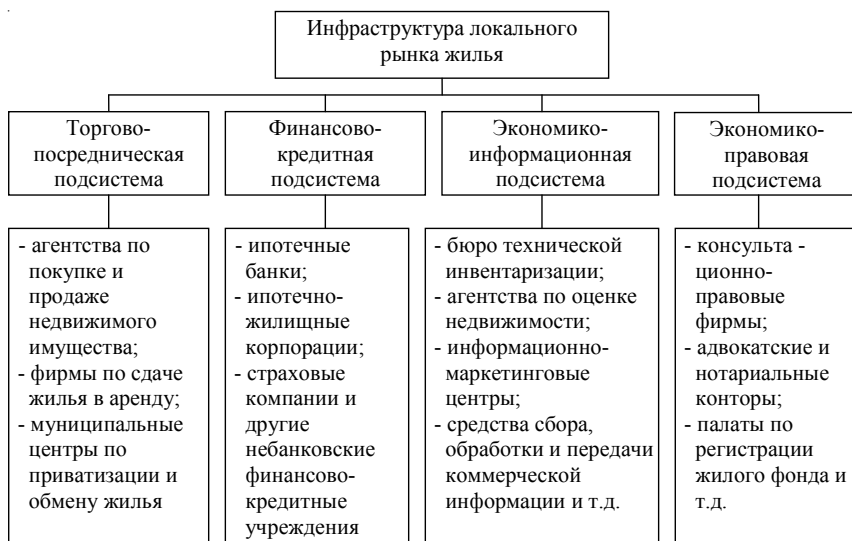 Инфраструктура локального
рынка жилья
Торгово-
посредническая
подсистема
Финансово-
кредитная
подсистема
Экономико-
информационная
подсистема
Экономико-
правовая
подсистема
- агентства по
покупке и
продаже
недвижимого
имущества;
- фирмы по сдаче
жилья в аренду;
- муниципальные
центры по
приватизации и
обмену жилья
- ипотечные
банки;
- ипотечно-
жилищные
корпорации;
- страховые
компании и
другие
небанковские
финансово-
кредитные
учреждения
- бюро технической
инвентаризации;
- агентства по оценке
недвижимости;
- информационно-
маркетинговые
центры;
- средства сбора,
обработки и передачи
коммерческой
информации и т.д.
- консульта -
ционно-
правовые
фирмы;
- адвокатские и
нотариальные
конторы;
- палаты по
регистрации
жилого фонда и
т.д.